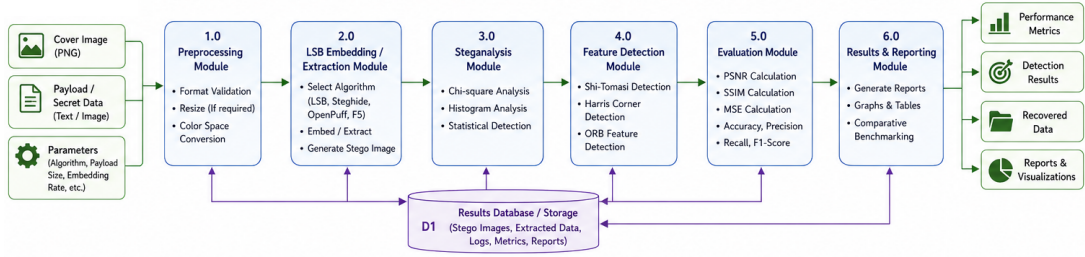 Cover Image
(PNG)
Payload /
Secret Data
(Text / Image)
Parameters
(Algorithm, Payload
Size, Embedding
Rate, etc.)
1.0
Preprocessing
Module
• Format Validation
• Resize (If required)
• Color Space
Conversion
2.0
LSB Embedding /
Extraction Module
• Select Algorithm
(LSB, Steghide,
OpenPuff, F5)
• Embed / Extract
• Generate Stego Image
3.0
Steganalysis
Module
• Chi-square Analysis
• Histogram Analysis
• Statistical Detection
4.0
Feature Detection
Module
• Shi-Tomasi Detection
• Harris Corner
Detection
• ORB Feature
Detection
5.0
Evaluation Module
• PSNR Calculation
• SSIM Calculation
• MSE Calculation
• Accuracy, Precision
• Recall, F1-Score
6.0
Results & Reporting
Module
• Generate Reports
• Graphs & Tables
• Comparative
Benchmarking
Performance
Metrics
Detection
Results
Recovered
Data
Reports &
Visualizations
D1
Results Database / Storage
(Stego Images, Extracted Data,
Logs, Metrics, Reports)